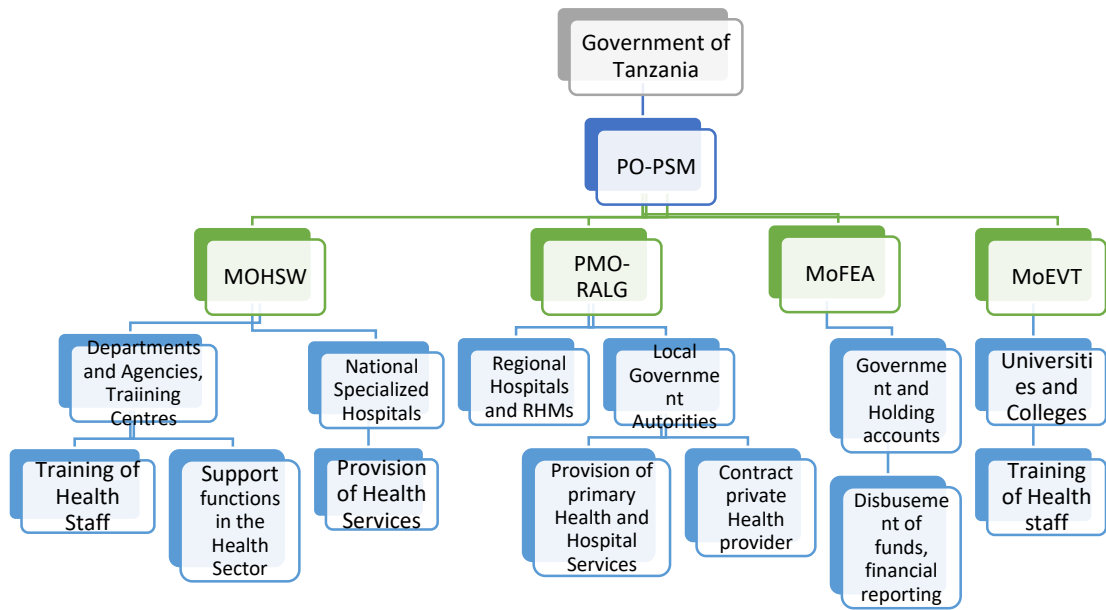 Government of
Tanzania
PO-PSM
MOHSW
PMO-
RALG
MoFEA
MoEVT
Departments
and Agencies,
Traiining
Centres
National
Specialized
Hospitals
Regional
Hospitals
and RHMs
Local
Governme
nt
Autorities
Governme
nt and
Holding
accounts
Universiti
es and
Colleges
Training of
Health
Staff
Support
functions
in the
Health
Sector
Provision
of Health
Services
Provision of
primary
Health and
Hospital
Services
Contract
private
Health
provider
Disbuseme
nt of
funds,
financial
reporting
Training
of Health
staff